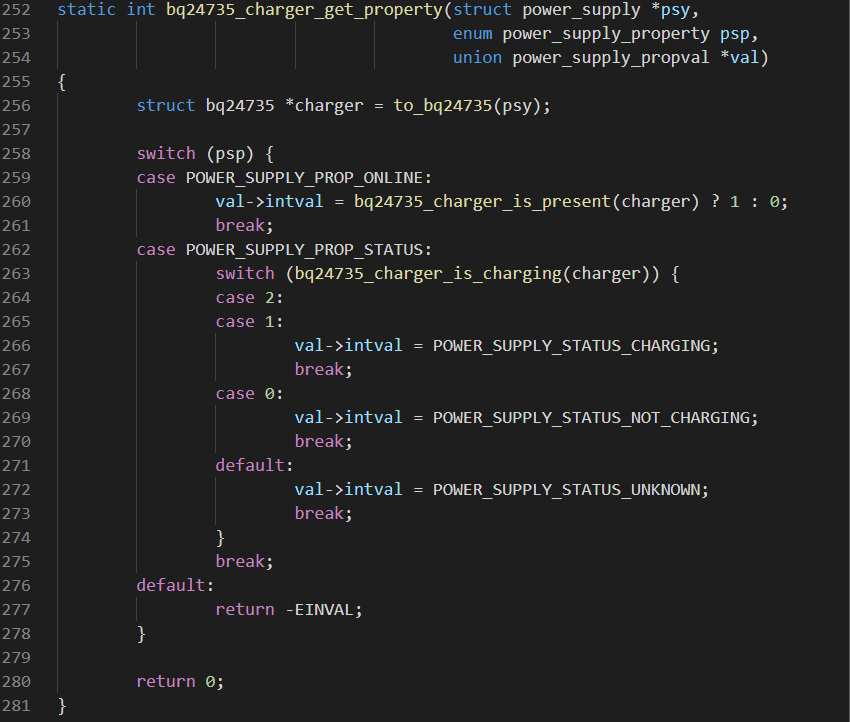 252 static int bq24735_charger_get_property(struct power_supply *psy,
253                                         enum power_supply_property psp,
254                                         union power_supply_propval *val)
255 {
256         struct bq24735 *charger = to_bq24735(psy);
257
258         switch (psp) {
259         case POWER_SUPPLY_PROP_ONLINE:
260                 val->intval = bq24735_charger_is_present(charger) ? 1 : 0;
261                 break;
262         case POWER_SUPPLY_PROP_STATUS:
263                 switch (bq24735_charger_is_charging(charger)) {
264                 case 2:
265                 case 1:
266                         val->intval = POWER_SUPPLY_STATUS_CHARGING;
267                         break;
268                 case 0:
269                         val->intval = POWER_SUPPLY_STATUS_NOT_CHARGING;
270                         break;
271                 default:
272                         val->intval = POWER_SUPPLY_STATUS_UNKNOWN;
273                         break;
274                 }
275                 break;
276         default:
277                 return -EINVAL;
278         }
279
280         return 0;
281 }